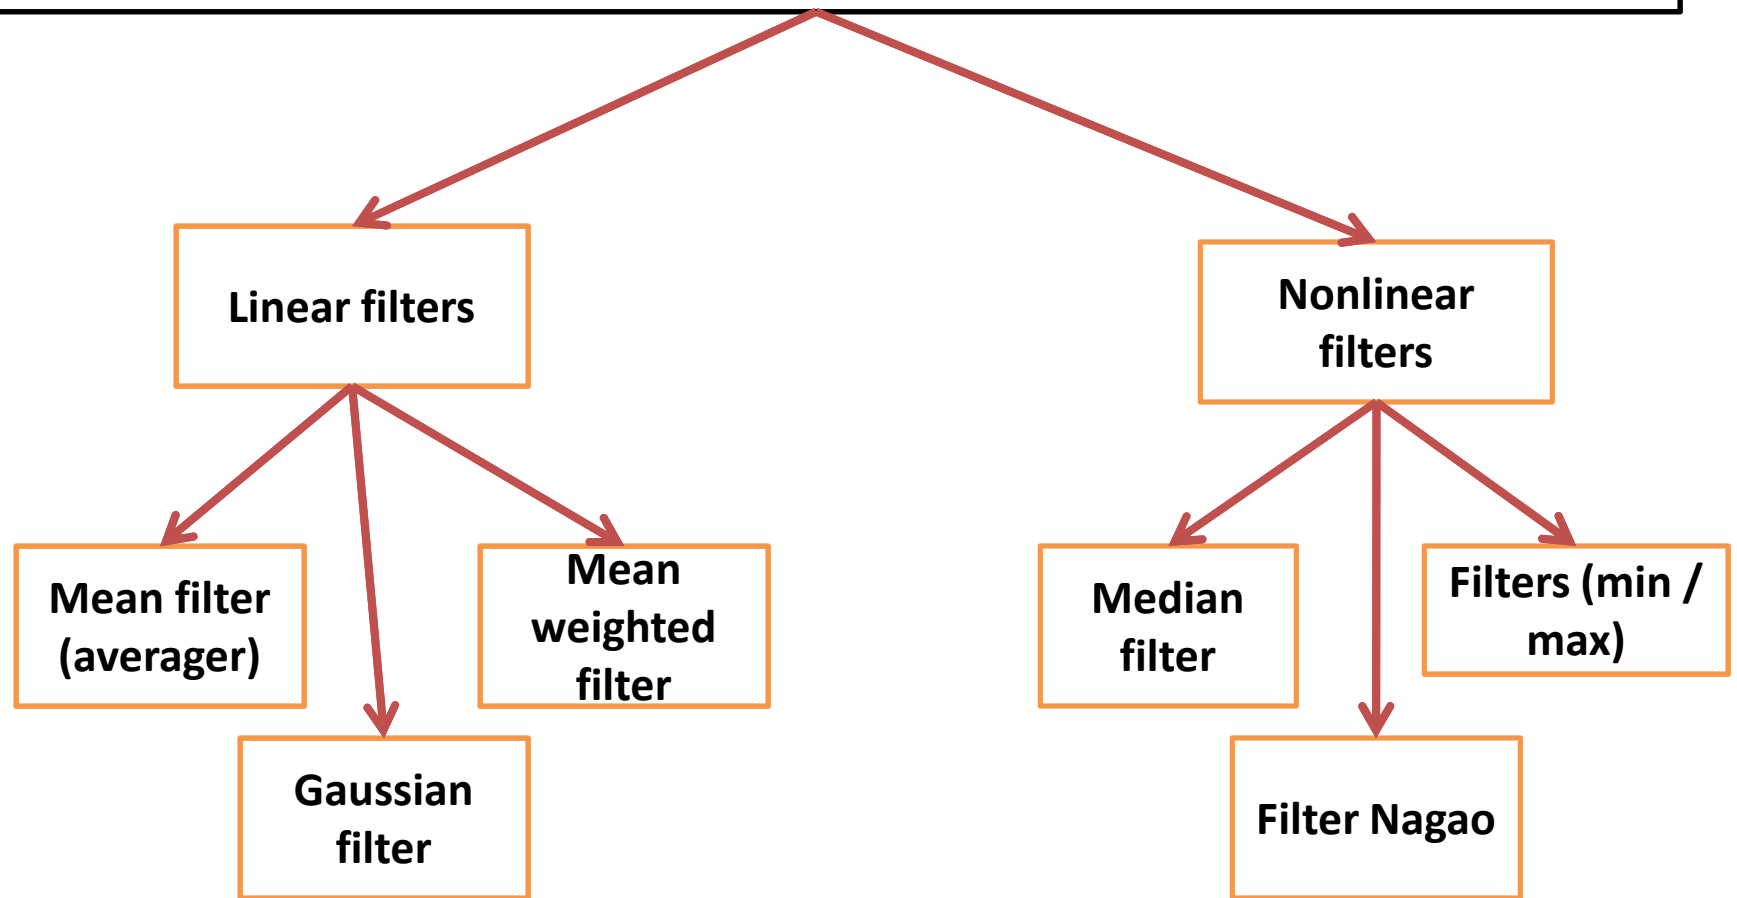 Linear filters
Nonlinear
filters
Mean filter
(averager)
Mean
weighted
filter
Median
filter
Filters (min /
max)
Gaussian
filter
Filter Nagao